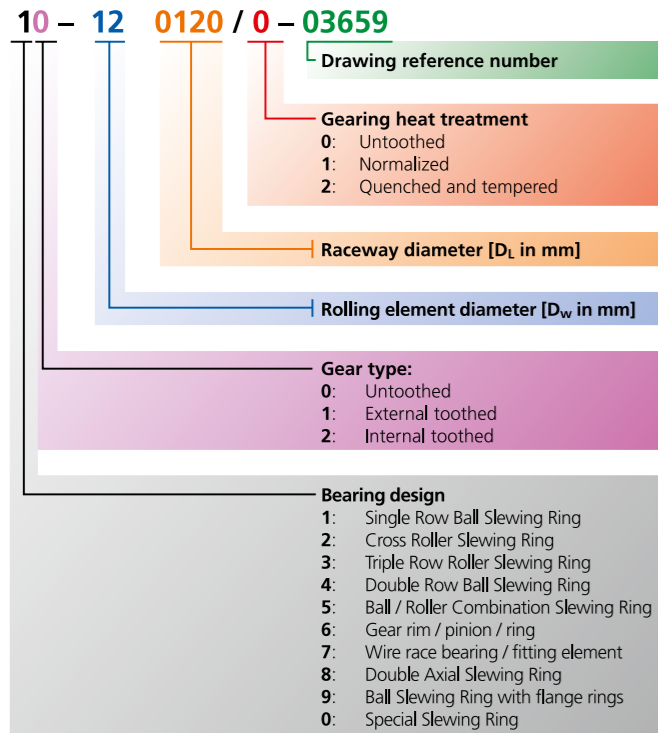 10 – 12 0120 / 0 – 03659
Drawing reference number
Gearing heat treatment
0: Untoothed
1: Normalized
2: Quenched and tempered
Raceway diameter [DL in mm]
Rolling element diameter [Dw in mm]
Gear type:
0: Untoothed
1: External toothed
2: Internal toothed
Bearing design
1: Single Row Ball Slewing Ring
2: Cross Roller Slewing Ring
3: Triple Row Roller Slewing Ring
4: Double Row Ball Slewing Ring
5: Ball / Roller Combination Slewing Ring
6: Gear rim / pinion / ring
7: Wire race bearing / fitting element
8: Double Axial Slewing Ring
9: Ball Slewing Ring with flange rings
0: Special Slewing Ring